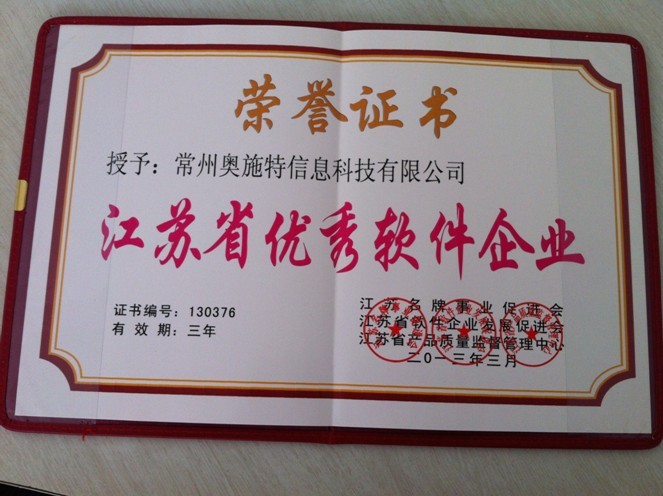 荣誉证书
授予：常州奥施特信息科技有限公司
江苏省优秀软件企业
证书编号：130376
有效期：三年
江苏名牌事业促进会
江苏省软件企业发展促进会
江苏省产品质量监督管理中心
二〇一三年三月